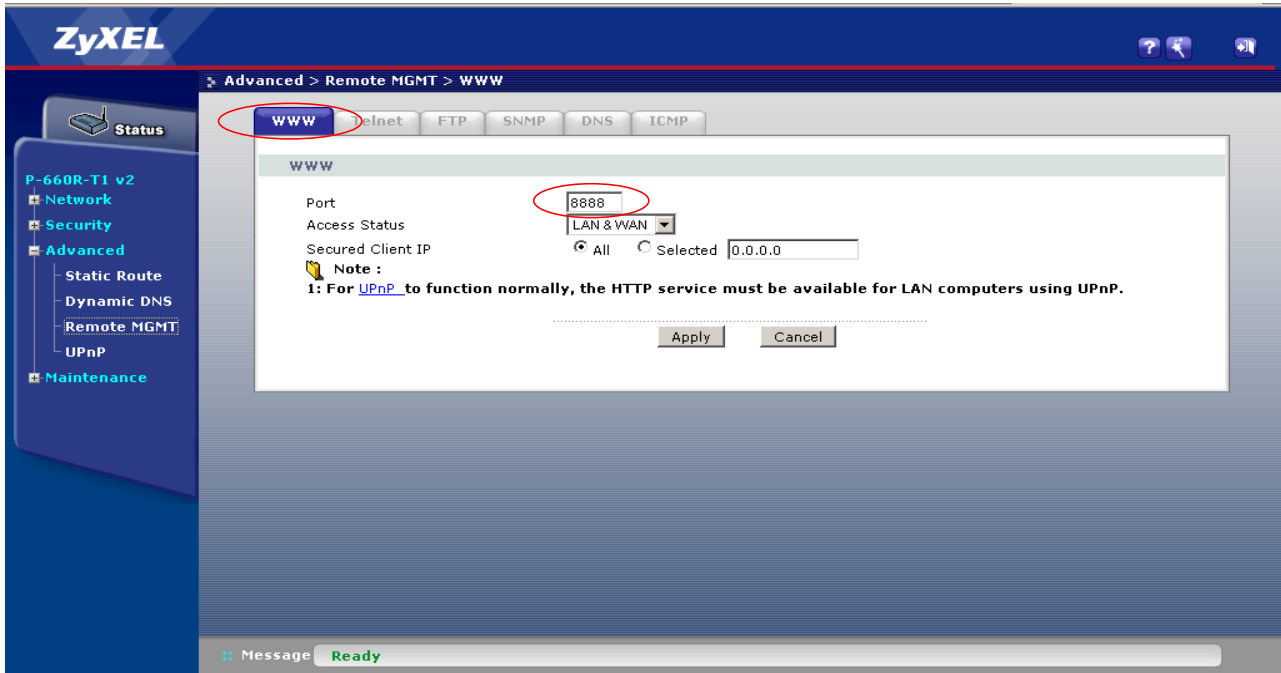 ZyXEL
?
Advanced > Remote MGMT > WWW
Status
WWW Telnet FTP SNMP DNS ICMP
P-660R-T1 v2
Network
Security
Advanced
Static Route
Dynamic DNS
Remote MGMT
UPnP
Maintenance
WWW
Port 8888
Access Status LAN & WAN
Secured Client IP All Selected 0.0.0.0
Note :
1: For UPnP to function normally, the HTTP service must be available for LAN computers using UPnP.
Apply Cancel
Message Ready